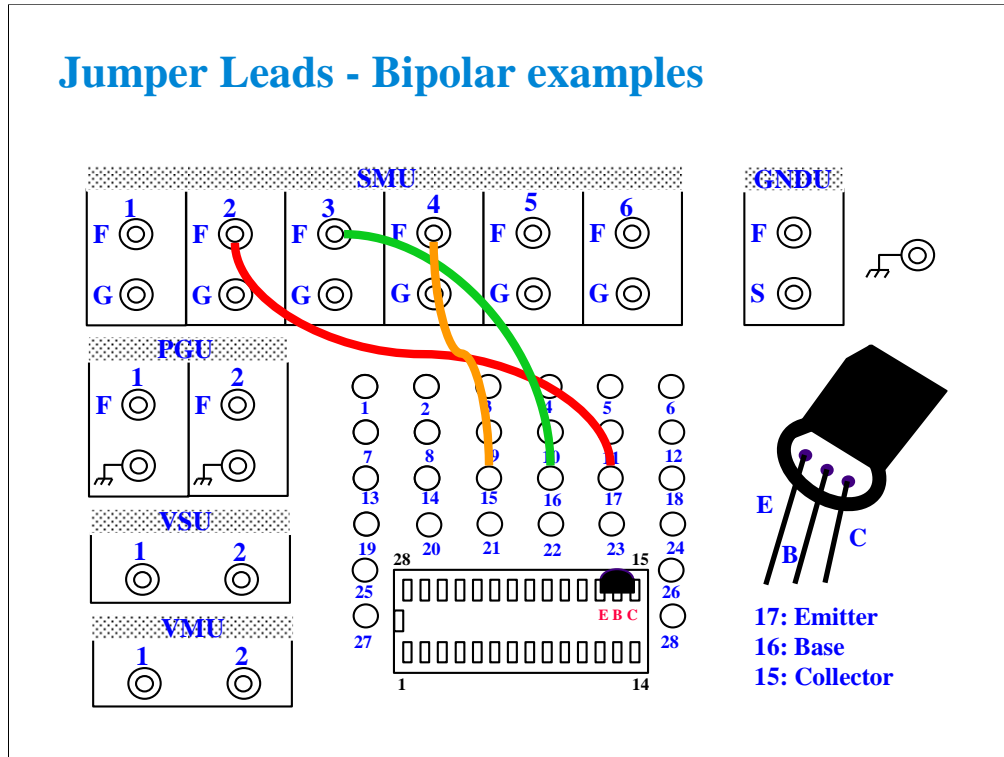 Jumper Leads - Bipolar examples
SMU
GNDU
1 2 3 4 5 6
F F F F F F F
G G G G G G S
PGU
1 2
F F
1 2 3 4 5 6
7 8 9 10 11 12
13 14 15 16 17 18
VSU
1 2
19 20 21 22 23 24
28 15
25 26
E B C
27 28
VMU
1 2
1 14
E
B
C
17: Emitter
16: Base
15: Collector